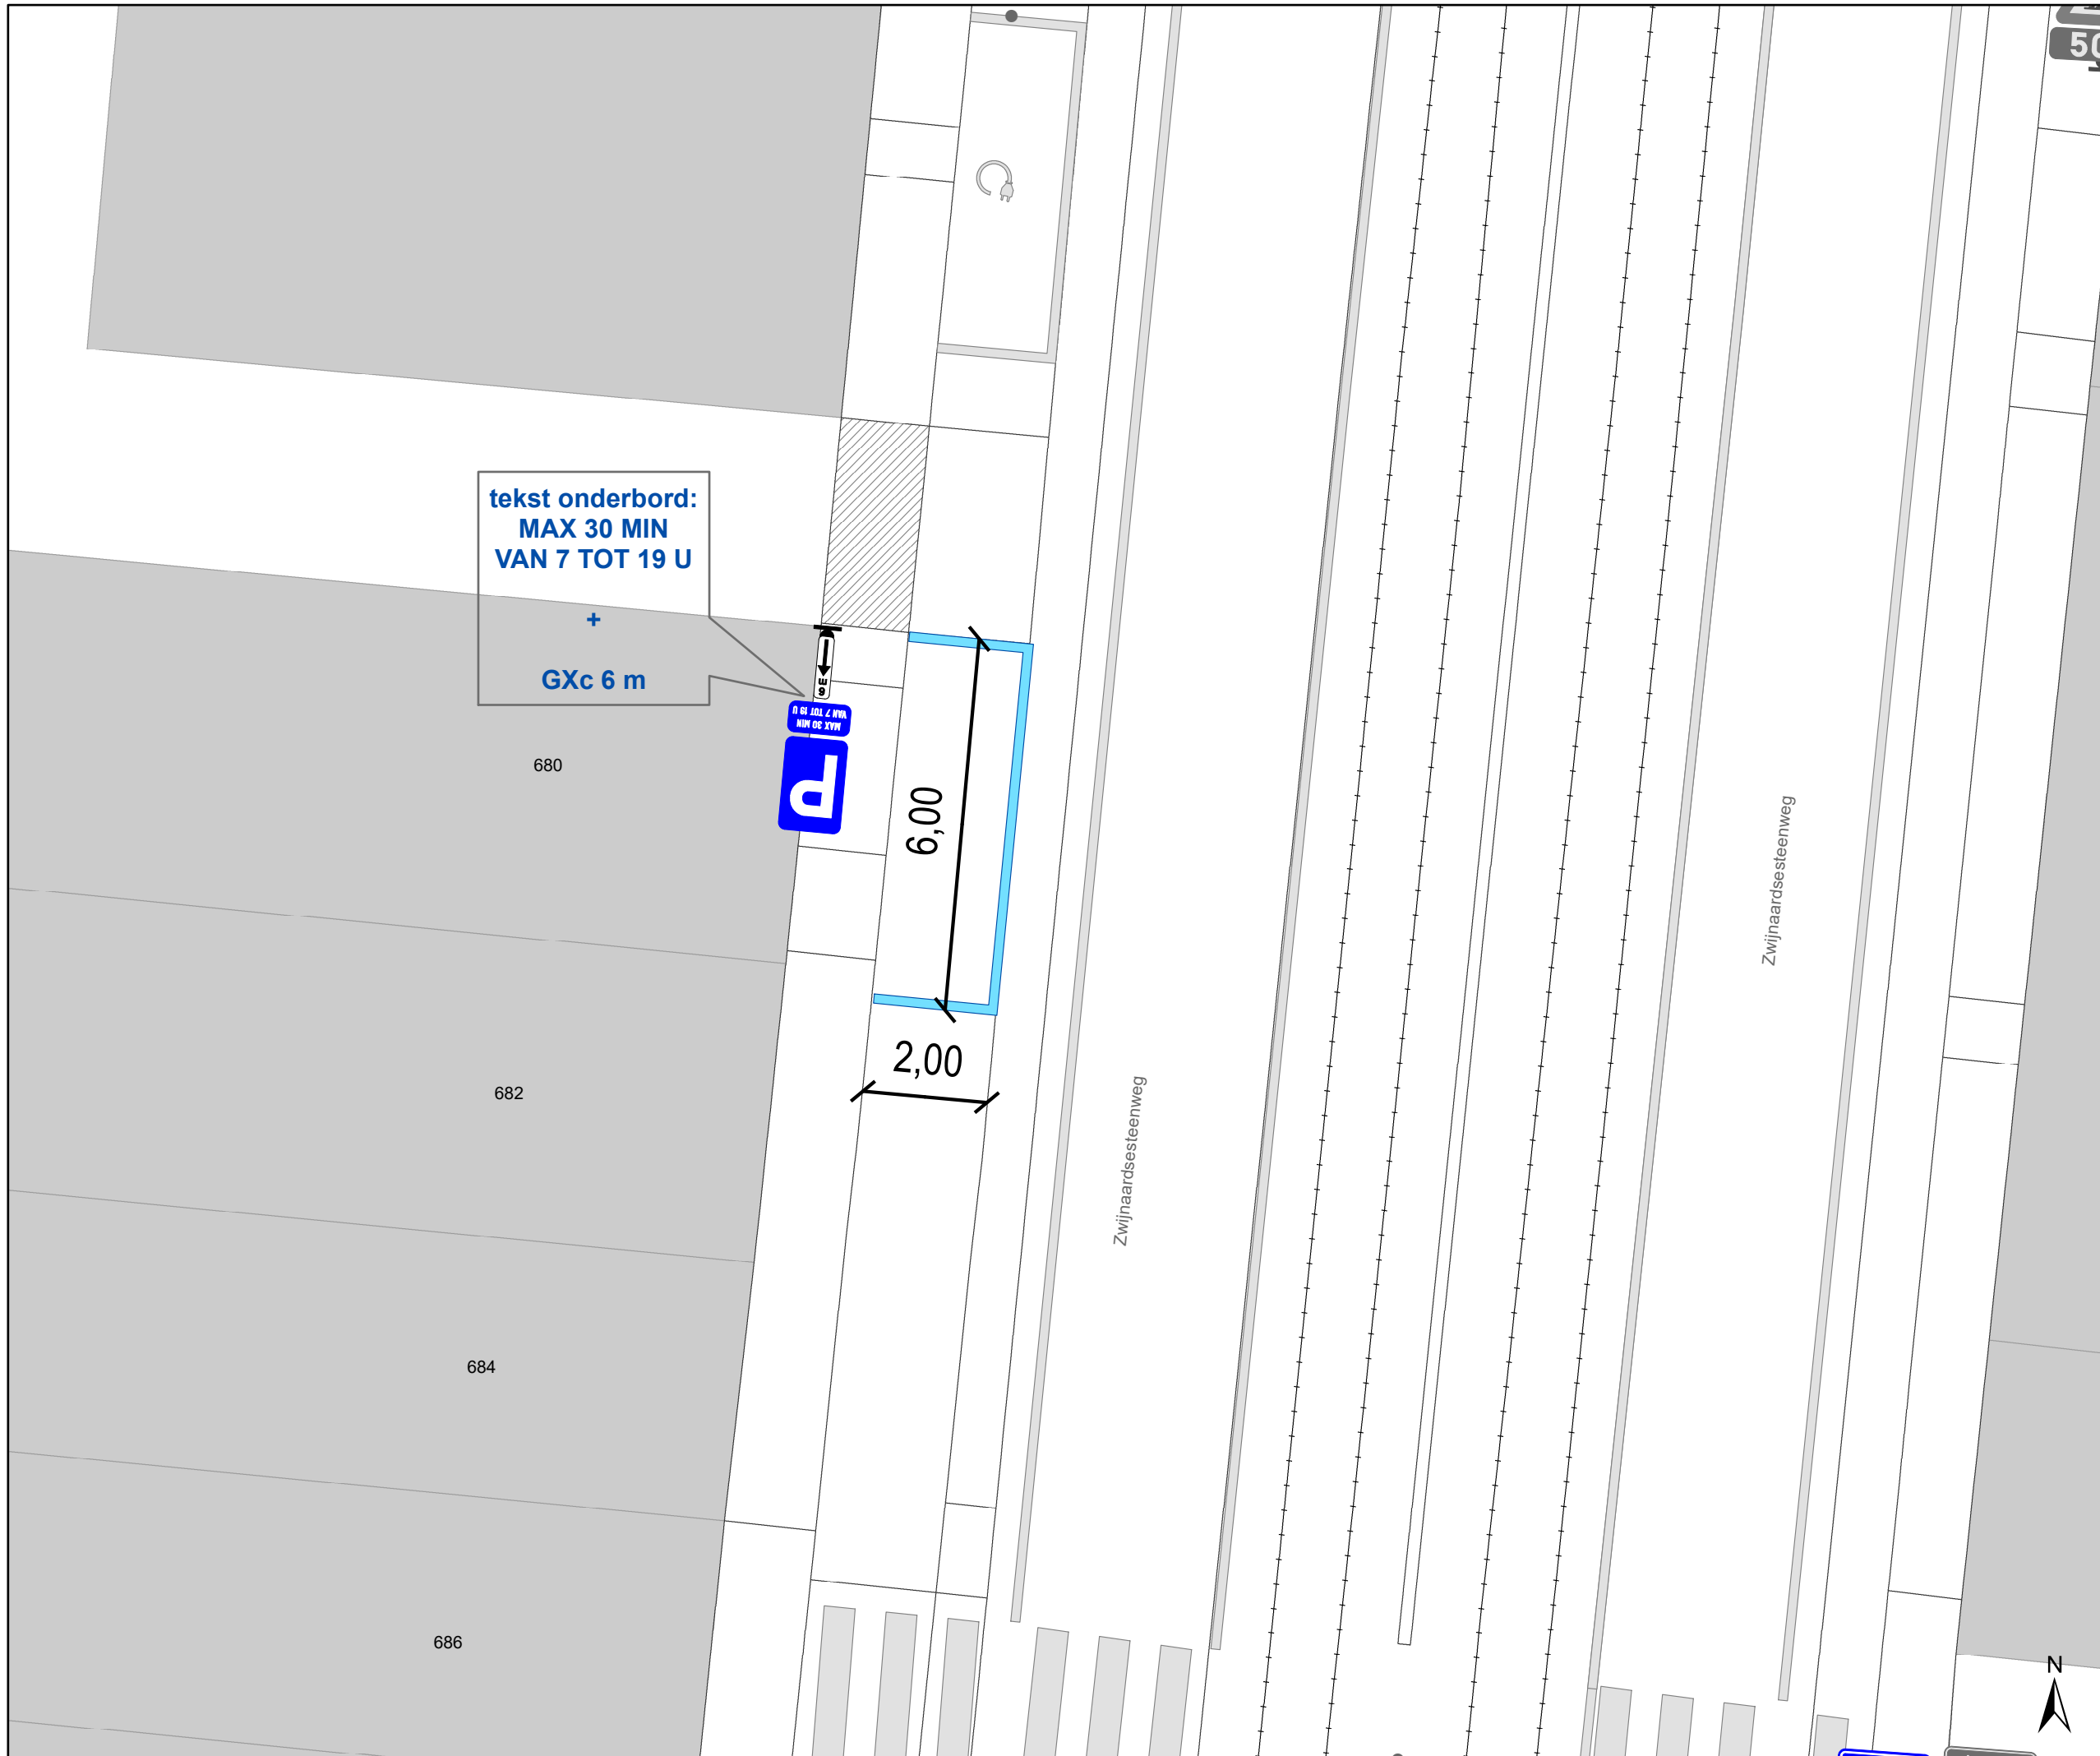 50
tekst onderbord:
MAX 30 MIN
VAN 7 TOT 19 U
+
GXc 6 m
6 m
MAX 30 MIN
VAN 7 TOT 19 U
P
680
6,00
2,00
Zwijnaardsesteenweg
Zwijnaardsesteenweg
682
684
686
N